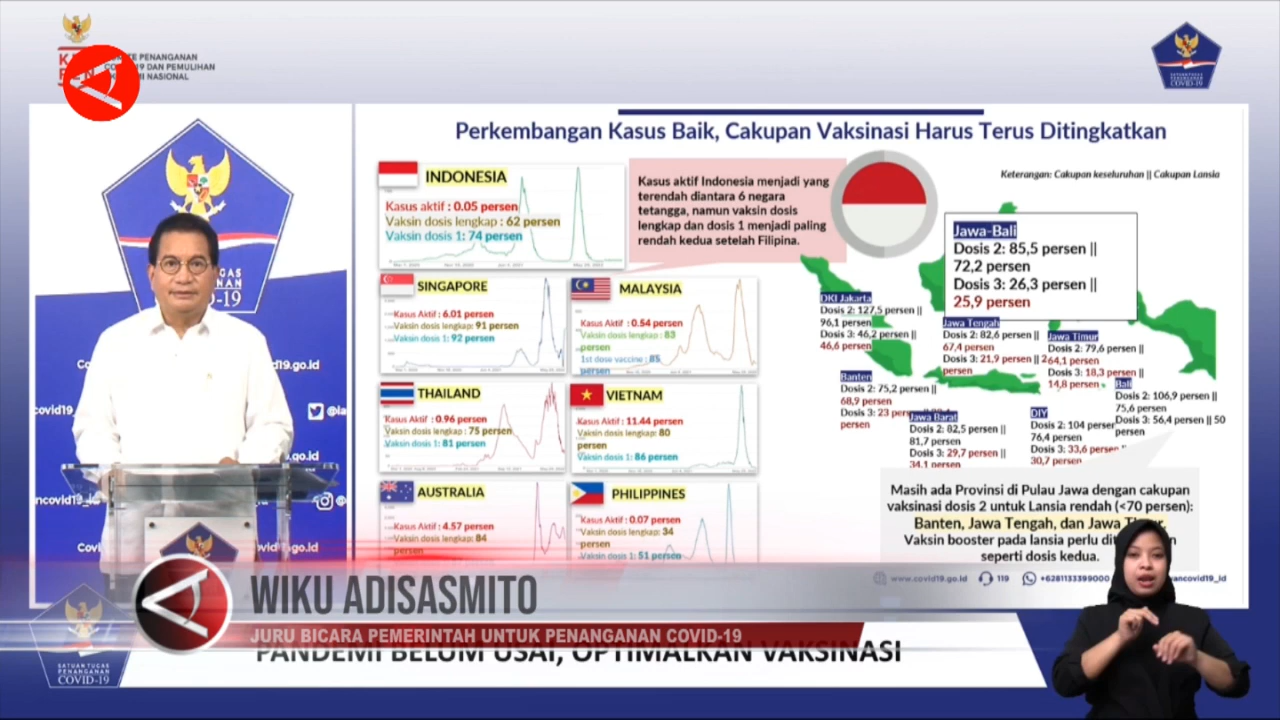 KE PENANGANAN
COVID-19 DAN PEMULIHAN
NASIONAL
SATUAN TUGAS
PENANGANAN
COVID-19
Perkembangan Kasus Baik, Cakupan Vaksinasi Harus Terus Ditingkatkan
INDONESIA
Kasus aktif : 0.05 persen
Vaksin dosis lengkap : 62 persen
Vaksin dosis 1: 74 persen
Kasus aktif Indonesia menjadi yang
terendah diantara 6 negara
tetangga, namun vaksin dosis
lengkap dan dosis 1 menjadi paling
rendah kedua setelah Filipina.
Keterangan: Cakupan keseluruhan || Cakupan Lansia
SINGAPORE
Kasus Aktif : 6.01 persen
Vaksin dosis lengkap: 91 persen
Vaksin dosis 1: 92 persen
MALAYSIA
Kasus Aktif : 0.54 persen
Vaksin dosis lengkap : 83
persen
1st dose vaccine : 85
persen
THAILAND
Kasus Aktif : 0.96 persen
Vaksin dosis lengkap : 75 persen
Vaksin dosis 1: 81 persen
VIETNAM
Kasus Aktif : 11.44 persen
Vaksin dosis lengkap: 80
persen
Vaksin dosis 1: 86 persen
AUSTRALIA
Kasus Aktif : 4.57 persen
Vaksin dosis lengkap : 84
persen
PHILIPPINES
Kasus Aktif : 0.07 persen
Vaksin dosis lengkap : 34
persen
Vaksin dosis 1: 51 persen
Jawa-Bali
Dosis 2: 85,5 persen ||
72,2 persen
Dosis 3: 26,3 persen ||
25,9 persen
DKI Jakarta
Dosis 2: 127,5 persen ||
96,1 persen
Dosis 3: 46,2 persen ||
46,6 persen
Jawa Tengah
Dosis 2: 82,6 persen ||
67,4 persen
Dosis 3: 21,9 persen || 2
persen
Jawa Timur
Dosis 2: 79,6 persen ||
64,1 persen
Dosis 3: 18,3 persen ||
14,8 persen
Banten
Dosis 2: 75,2 persen ||
68,9 persen
Dosis 3: 23 persen
persen
Jawa Barat
Dosis 2: 82,5 persen ||
81,7 persen
Dosis 3: 29,7 persen ||
34,1 persen
DIY
Dosis 2: 104 persen
76,4 persen
Dosis 3: 33,6 persen
30,7 persen
Bali
Dosis 2: 106,9 persen ||
75,6 persen
Dosis 3: 56,4 persen || 50
persen
Masih ada Provinsi di Pulau Jawa dengan cakupan
vaksinasi dosis 2 untuk Lansia rendah (<70 persen):
Banten, Jawa Tengah, dan Jawa Timur.
Vaksin booster pada lansia perlu
seperti dosis kedua.
www.covid19.go.id 119 +6281133399000 vancovid19_id
WIKU ADISASMITO
JURU BICARA PEMERINTAH UNTUK PENANGANAN COVID-19
PANDEMI BELUM USAI, OPTIMALKAN VAKSINASI
SATUAN TUGAS
PENANGANAN
COVID-19